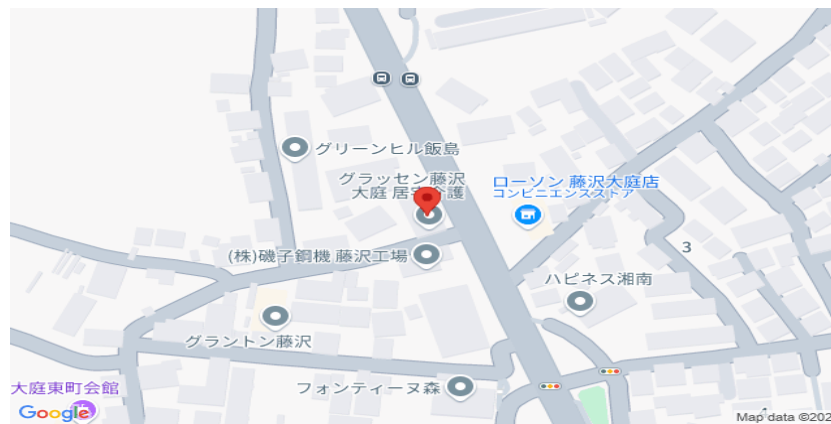 グリーンヒル飯島
グラッセン藤沢
大庭 居宅介護
ローソン 藤沢大庭店
コンビニエンスストア
(株)磯子鋼機 藤沢工場
3
ハピネス湘南
グラントン藤沢
フォンティーヌ森
大庭東町会館
Google
4
Map data ©202